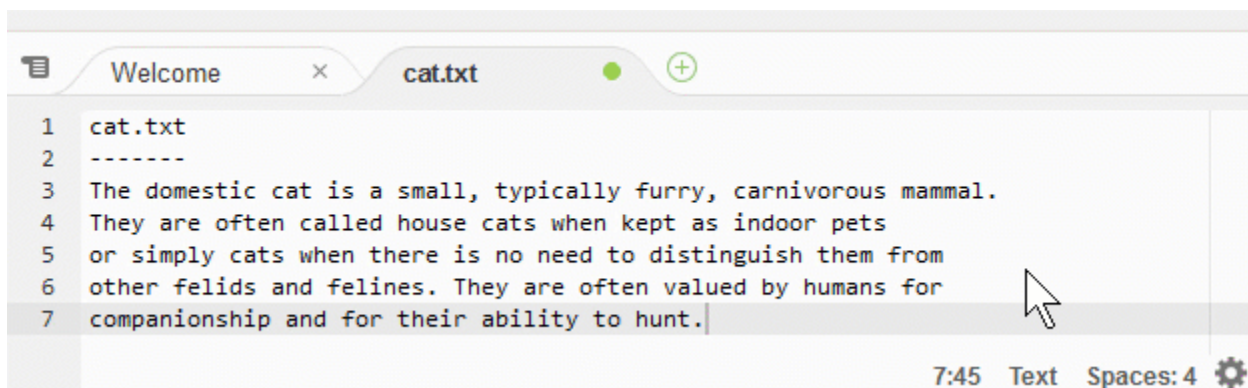 Welcome × cat.txt
1 cat.txt
2 -------
3 The domestic cat is a small, typically furry, carnivorous mammal.
4 They are often called house cats when kept as indoor pets
5 or simply cats when there is no need to distinguish them from
6 other felids and felines. They are often valued by humans for
7 companionship and for their ability to hunt.
7:45 Text Spaces: 4